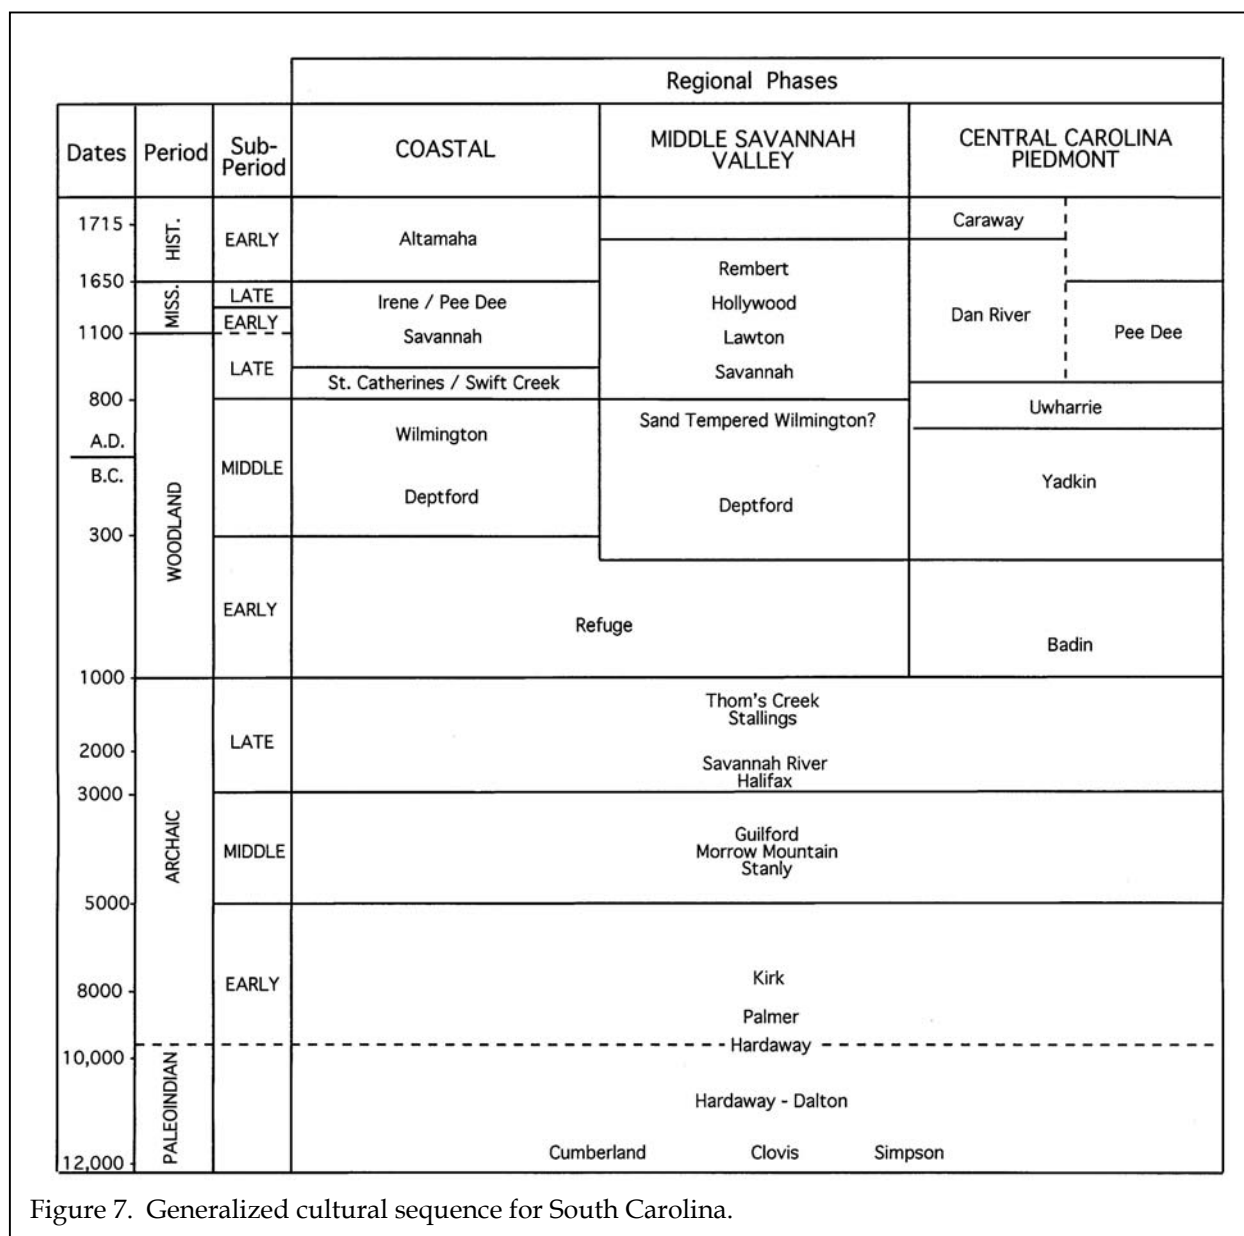 Regional Phases
Dates Period Sub-
Period COASTAL MIDDLE SAVANNAH
VALLEY CENTRAL CAROLINA
PIEDMONT
1715 HIST. EARLY Altamaha Caraway
1650 Rembert
MISS. LATE Irene / Pee Dee Hollywood Dan River Pee Dee
EARLY
1100 Savannah Lawton
LATE Savannah
St. Catherines / Swift Creek
800 Uwharrie
Sand Tempered Wilmington?
A.D. Wilmington
B.C. WOODLAND MIDDLE Deptford Deptford Yadkin
300
EARLY Refuge Badin
1000
Thom's Creek
Stallings
2000 LATE
Savannah River
Halifax
3000
ARCHAIC MIDDLE Guilford
Morrow Mountain
Stanly
5000
8000 EARLY Kirk
Palmer
Hardaway
10,000
PALEOINDIAN Hardaway - Dalton
12,000 Cumberland Clovis Simpson
Figure 7. Generalized cultural sequence for South Carolina.